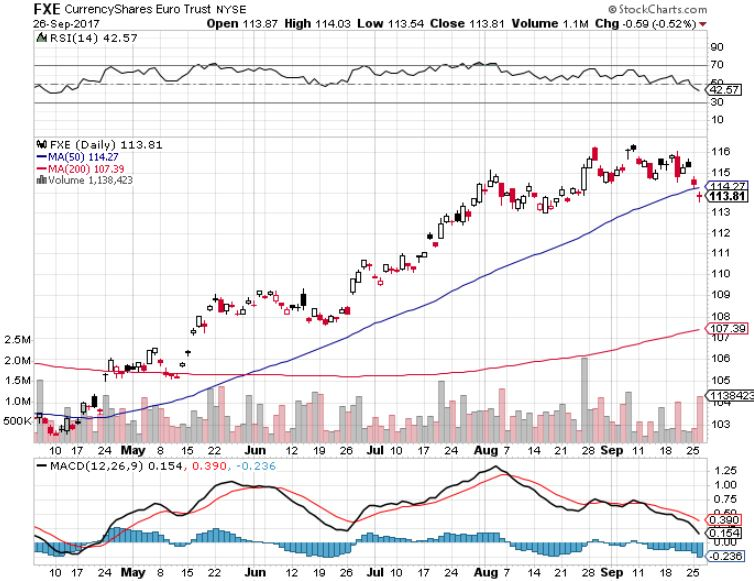 FXE CurrencyShares Euro Trust NYSE © StockCharts.com
26-Sep-2017 Open 113.87 High 114.03 Low 113.54 Close 113.81 Volume 1.1M Chg -0.59 (-0.52%)
RSI(14) 42.57
90
70
50
42.57
30
10
FXE (Daily) 113.81
MA(50) 114.27
MA(200) 107.39
Volume 1,138,423
116
115
114.27
113.81
113
112
111
110
109
108
107.39
106
105
1138423
104
103
2.5M
2.0M
1.5M
1.0M
500K
10 17 24 May 8 15 22 Jun 12 19 26 Jul 10 17 24 Aug 7 14 21 28 Sep 11 18 25
MACD(12,26,9) 0.154, 0.390, -0.236
1.25
1.00
0.75
0.50
0.390
0.154
0.00
-0.236
10 17 24 May 8 15 22 Jun 12 19 26 Jul 10 17 24 Aug 7 14 21 28 Sep 11 18 25